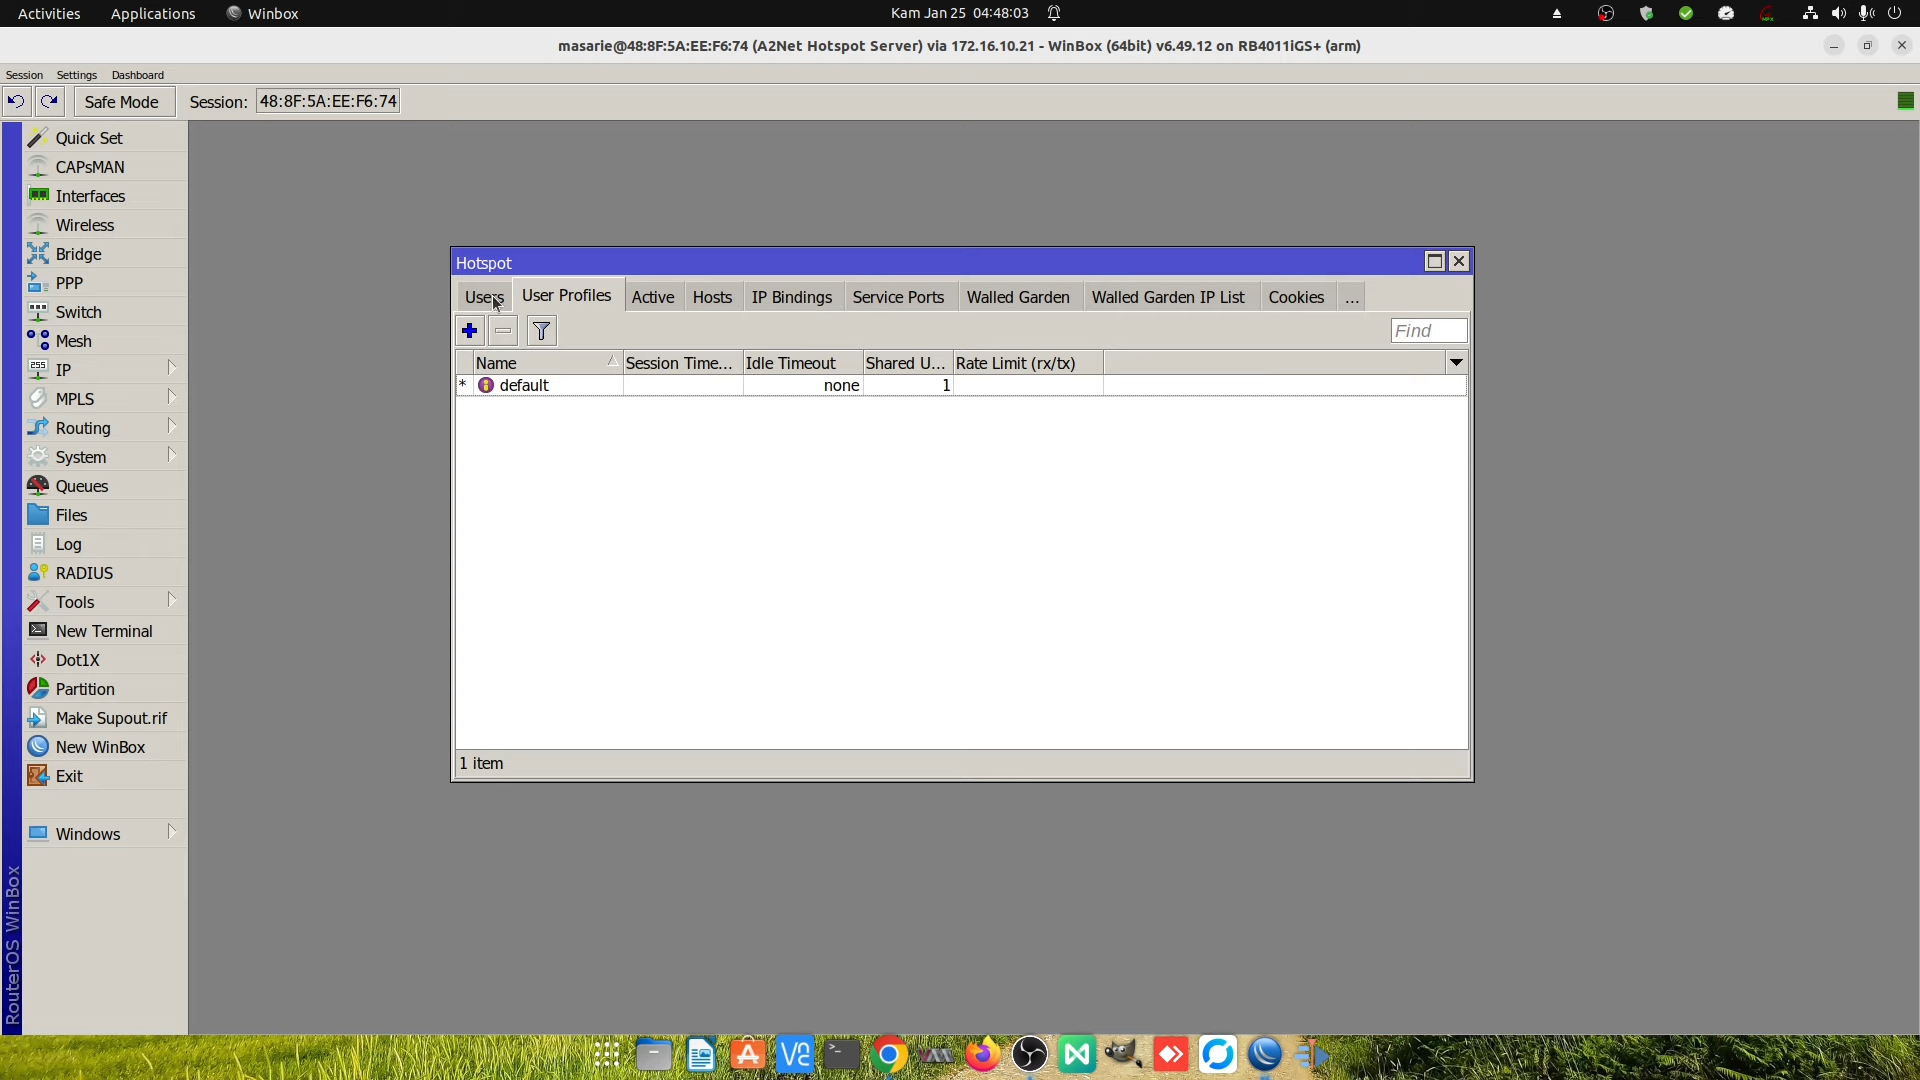 Activities Applications Winbox Kam Jan 25 04:48:03
masarie@48:8F:5A:EE:F6:74 (A2Net Hotspot Server) via 172.16.10.21 - WinBox (64bit) v6.49.12 on RB4011iGS+ (arm)
Session Settings Dashboard
Safe Mode Session: 48:8F:5A:EE:F6:74
Quick Set
CAPsMAN
Interfaces
Wireless
Bridge
PPP
Switch
Mesh
IP
MPLS
Routing
System
Queues
Files
Log
RADIUS
Tools
New Terminal
Dot1X
Partition
Make Supout.rif
New WinBox
Exit
Windows
RouterOS WinBox
Hotspot
Users User Profiles Active Hosts IP Bindings Service Ports Walled Garden Walled Garden IP List Cookies ...
Find
Name Session Time... Idle Timeout Shared U... Rate Limit (rx/tx)
* default none 1
1 item